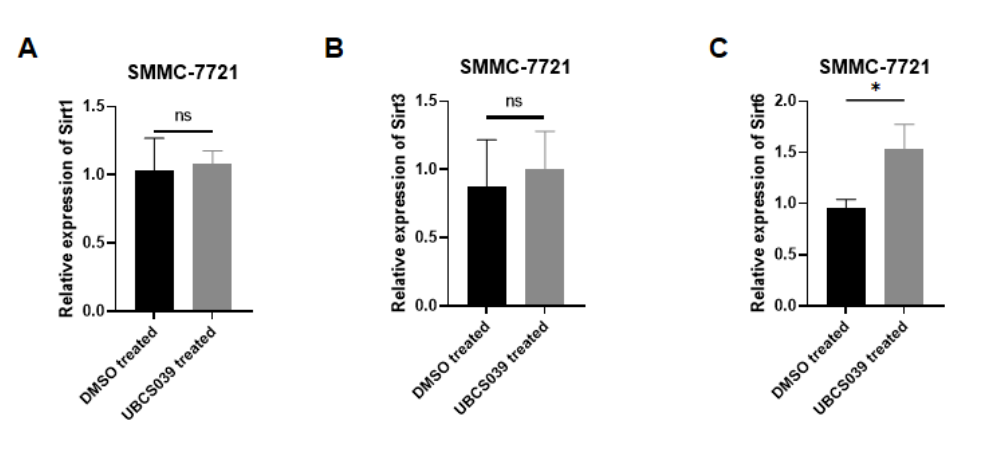 A
SMMC-7721
Relative expression of Sirt1
1.5
1.0
0.5
0.0
ns
DMSO treated
UBCS039 treated
B
SMMC-7721
Relative expression of Sirt3
1.5
1.0
0.5
0.0
ns
DMSO treated
UBCS039 treated
C
SMMC-7721
Relative expression of Sirt6
2.0
1.5
1.0
0.5
0.0
*
DMSO treated
UBCS039 treated